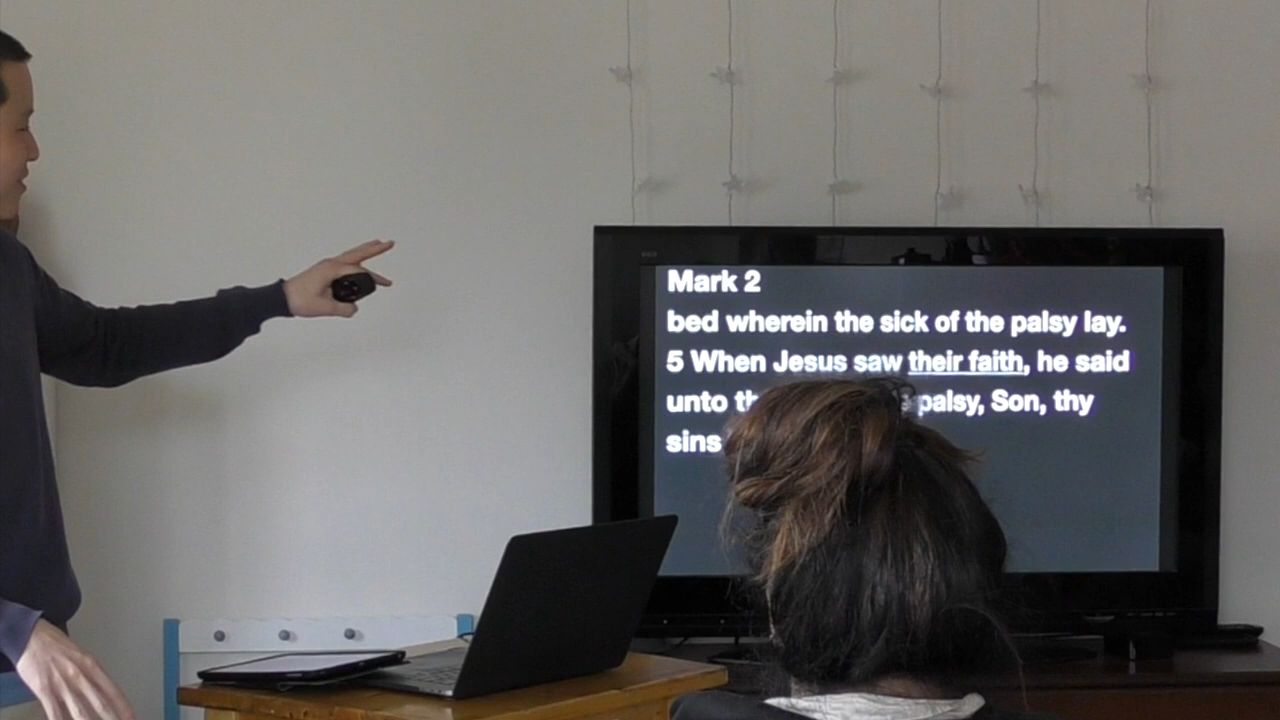 Mark 2
bed wherein the sick of the palsy lay.
5 When Jesus saw their faith, he said
unto palsy, Son, thy
sins